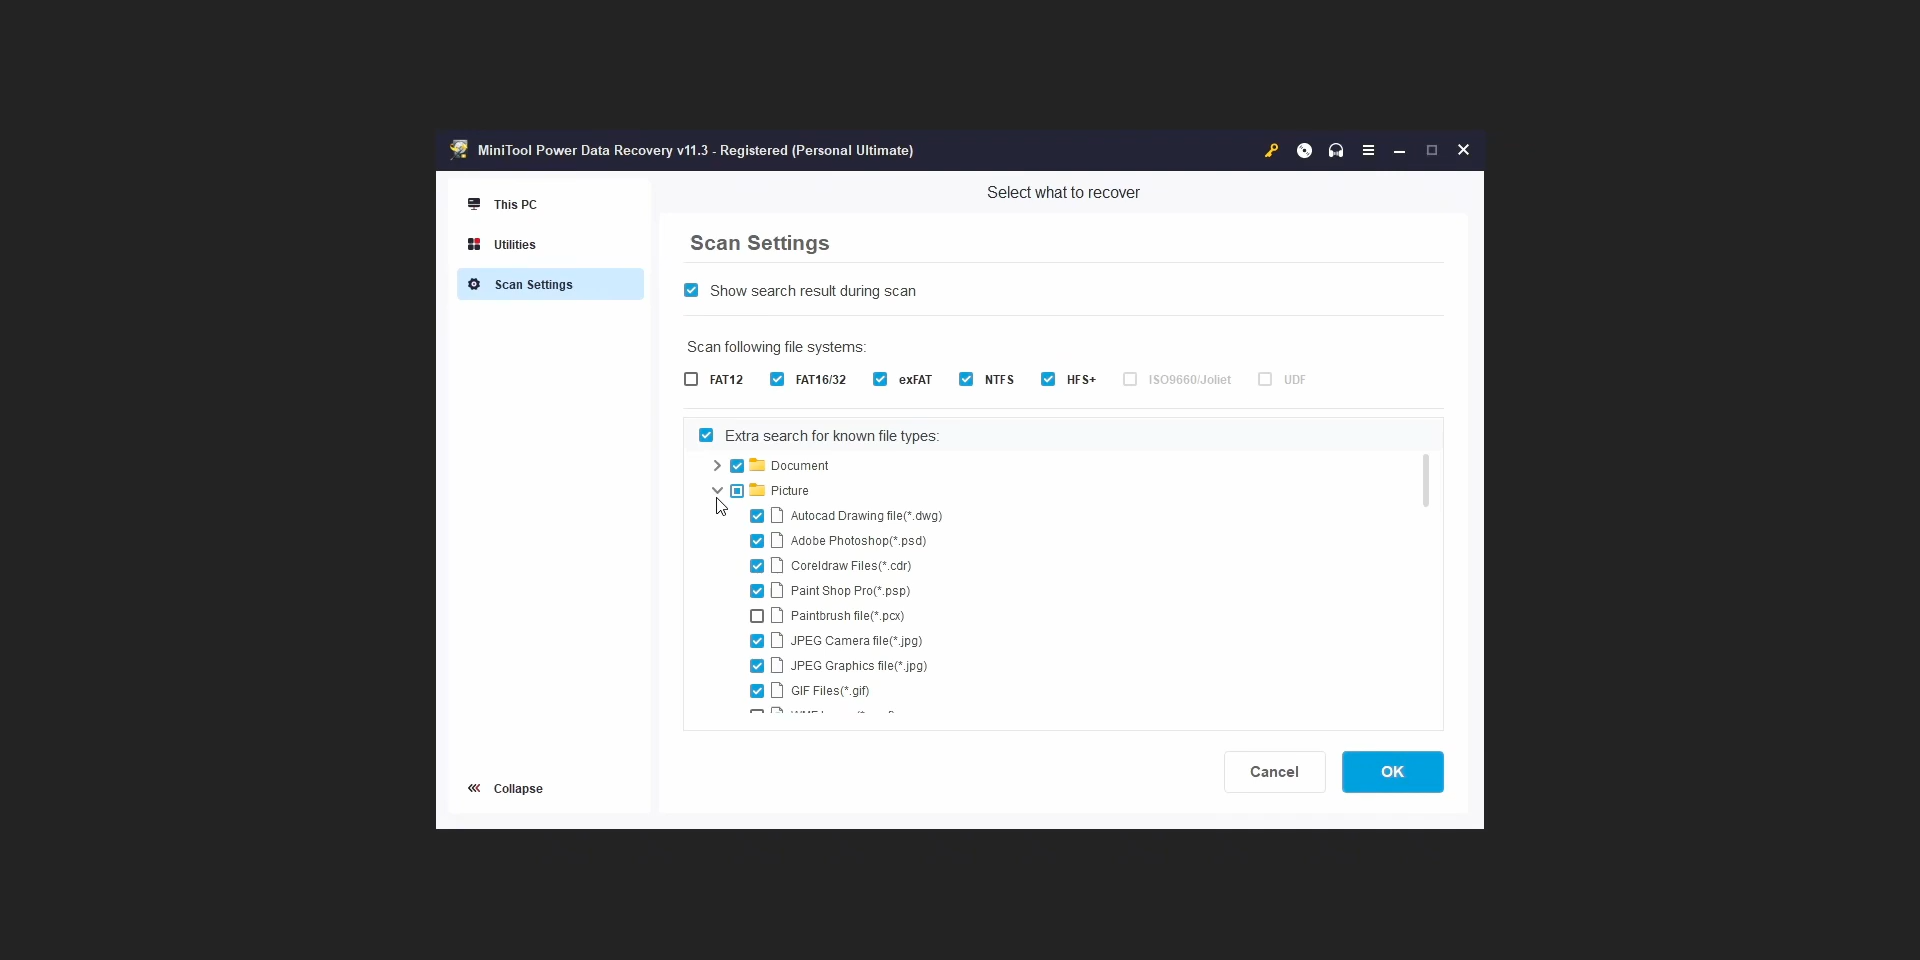 MiniTool Power Data Recovery v11.3 - Registered (Personal Ultimate)
This PC
Utilities
Scan Settings
Collapse
Select what to recover
Scan Settings
Show search result during scan
Scan following file systems:
FAT12 FAT16/32 exFAT NTFS HFS+ ISO9660/Joliet UDF
Extra search for known file types:
Document
Picture
Autocad Drawing file(*.dwg)
Adobe Photoshop(*.psd)
Coreldraw Files(*.cdr)
Paint Shop Pro(*.psp)
Paintbrush file(*.pcx)
JPEG Camera file(*.jpg)
JPEG Graphics file(*.jpg)
GIF Files(*.gif)
Cancel OK